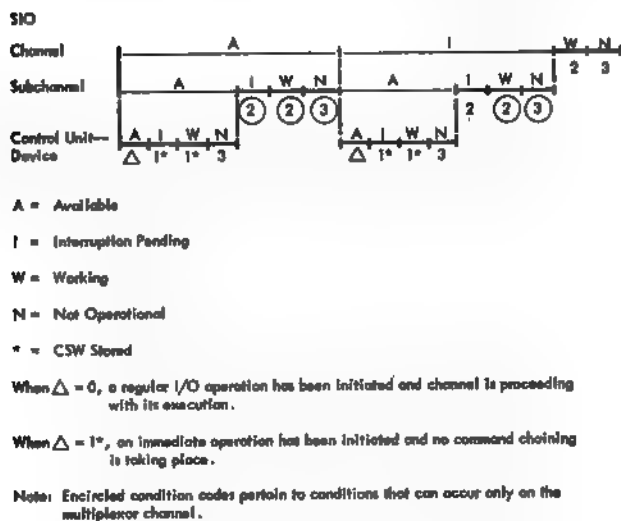 SIO
Channel A I W N
2 3
Subchannel A I W N A I W N
2 2 3 2 2 3
Control Unit— A I W N A I W N
Device △ 1* 1* 3 △ 1* 1* 3
A = Available
I = Interruption Pending
W = Working
N = Not Operational
* = CSW Stored
When △ = 0, a regular I/O operation has been initiated and channel is proceeding
with its execution.
When △ = 1*, an immediate operation has been initiated and no command chaining
is taking place.
Note: Encircled condition codes pertain to conditions that can occur only on the
multiplexor channel.